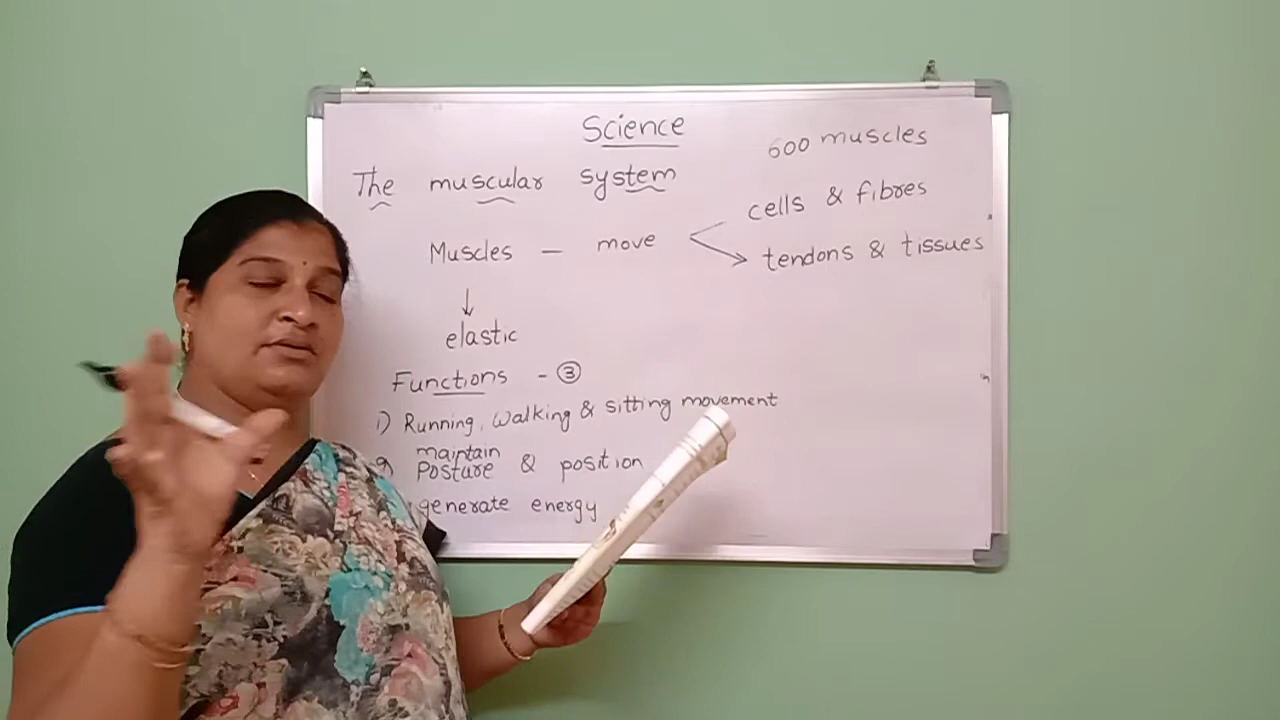 Science
600 muscles
The muscular system
cells & fibres
Muscles — move
tendons & tissues
elastic
Functions - ③
i) Running, walking & sitting movement
maintain
Posture & position
generate energy